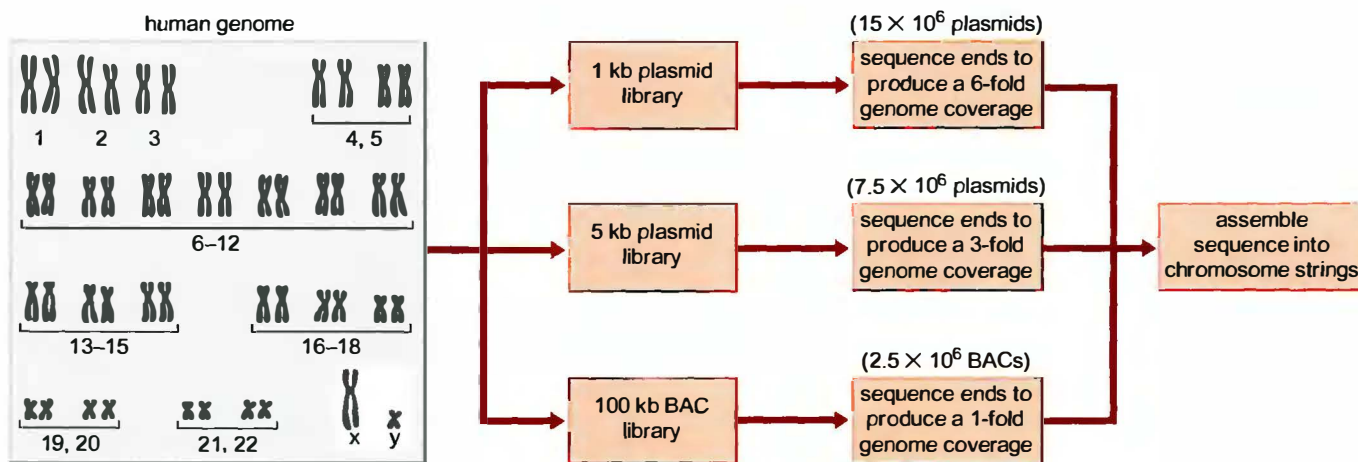 human genome
1 2 3
4, 5
6–12
13–15
16–18
19, 20
21, 22
x y
1 kb plasmid
library
5 kb plasmid
library
100 kb BAC
library
(15 × 10⁶ plasmids)
sequence ends to
produce a 6-fold
genome coverage
(7.5 × 10⁶ plasmids)
sequence ends to
produce a 3-fold
genome coverage
(2.5 × 10⁶ BACs)
sequence ends to
produce a 1-fold
genome coverage
assemble
sequence into
chromosome strings